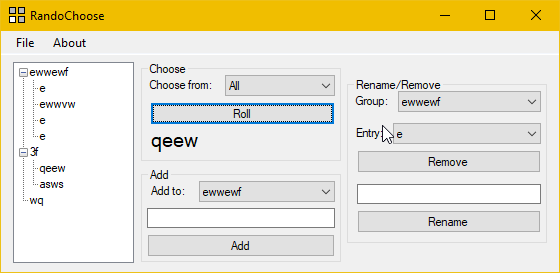 RandoChoose
File About
ewwewf
e
ewwvw
e
e
3f
qeew
asws
wq
Choose
Choose from: All
Roll
qeew
Add
Add to: ewwewf
Add
Rename/Remove
Group: ewwewf
Entry: e
Remove
Rename